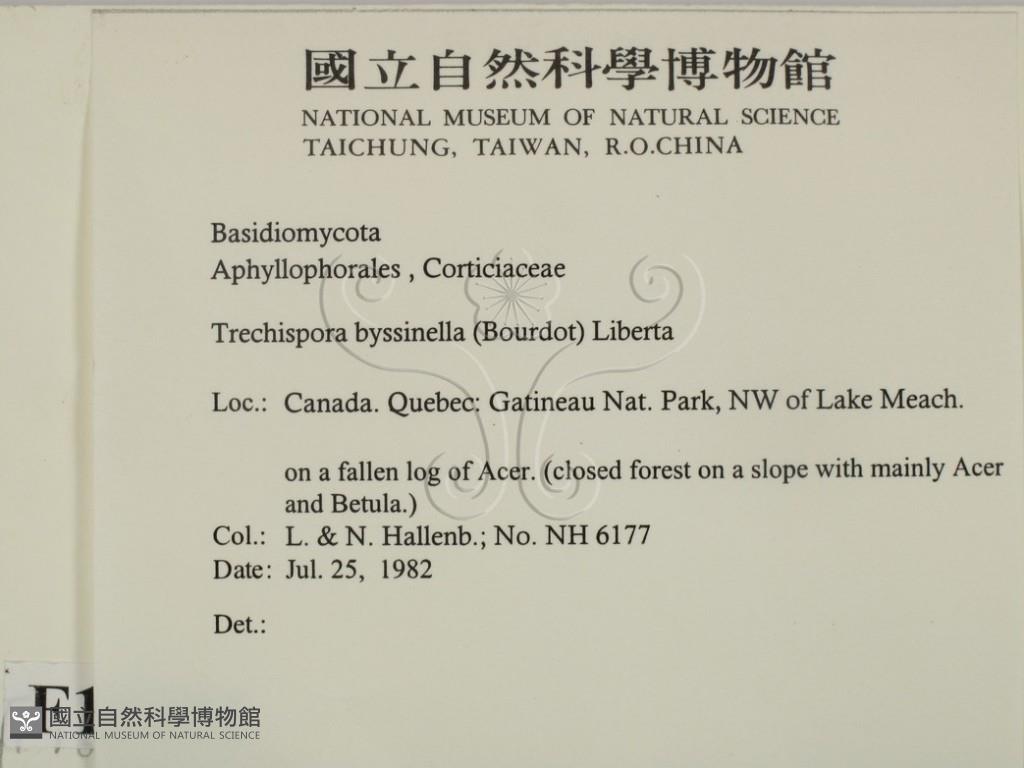 國立自然科學博物館
NATIONAL MUSEUM OF NATURAL SCIENCE
TAICHUNG, TAIWAN, R.O.CHINA
Basidiomycota
Aphyllophorales , Corticiaceae
Trechispora byssinella (Bourdot) Liberta
Loc.: Canada. Quebec: Gatineau Nat. Park, NW of Lake Meach.
on a fallen log of Acer. (closed forest on a slope with mainly Acer
and Betula.)
Col.: L. & N. Hallenb.; No. NH 6177
Date: Jul. 25, 1982
Det.:
F1
國立自然科學博物館
NATIONAL MUSEUM OF NATURAL SCIENCE